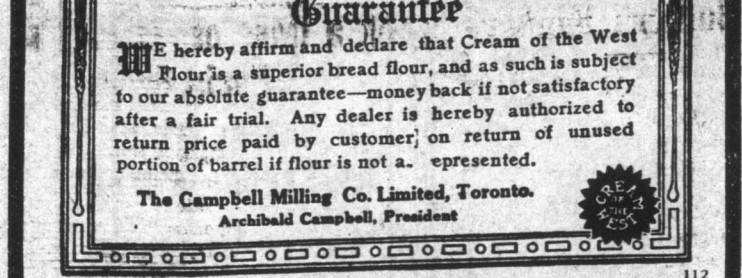 Guarantee
WE hereby affirm and declare that Cream of the West
Flour is a superior bread flour, and as such is subject
to our absolute guarantee—money back if not satisfactory
after a fair trial. Any dealer is hereby authorized to
return price paid by customer, on return of unused
portion of barrel if flour is not a. epresented.
The Campbell Milling Co. Limited, Toronto.
Archibald Campbell, President
CREAM
OF
THE
WEST
112